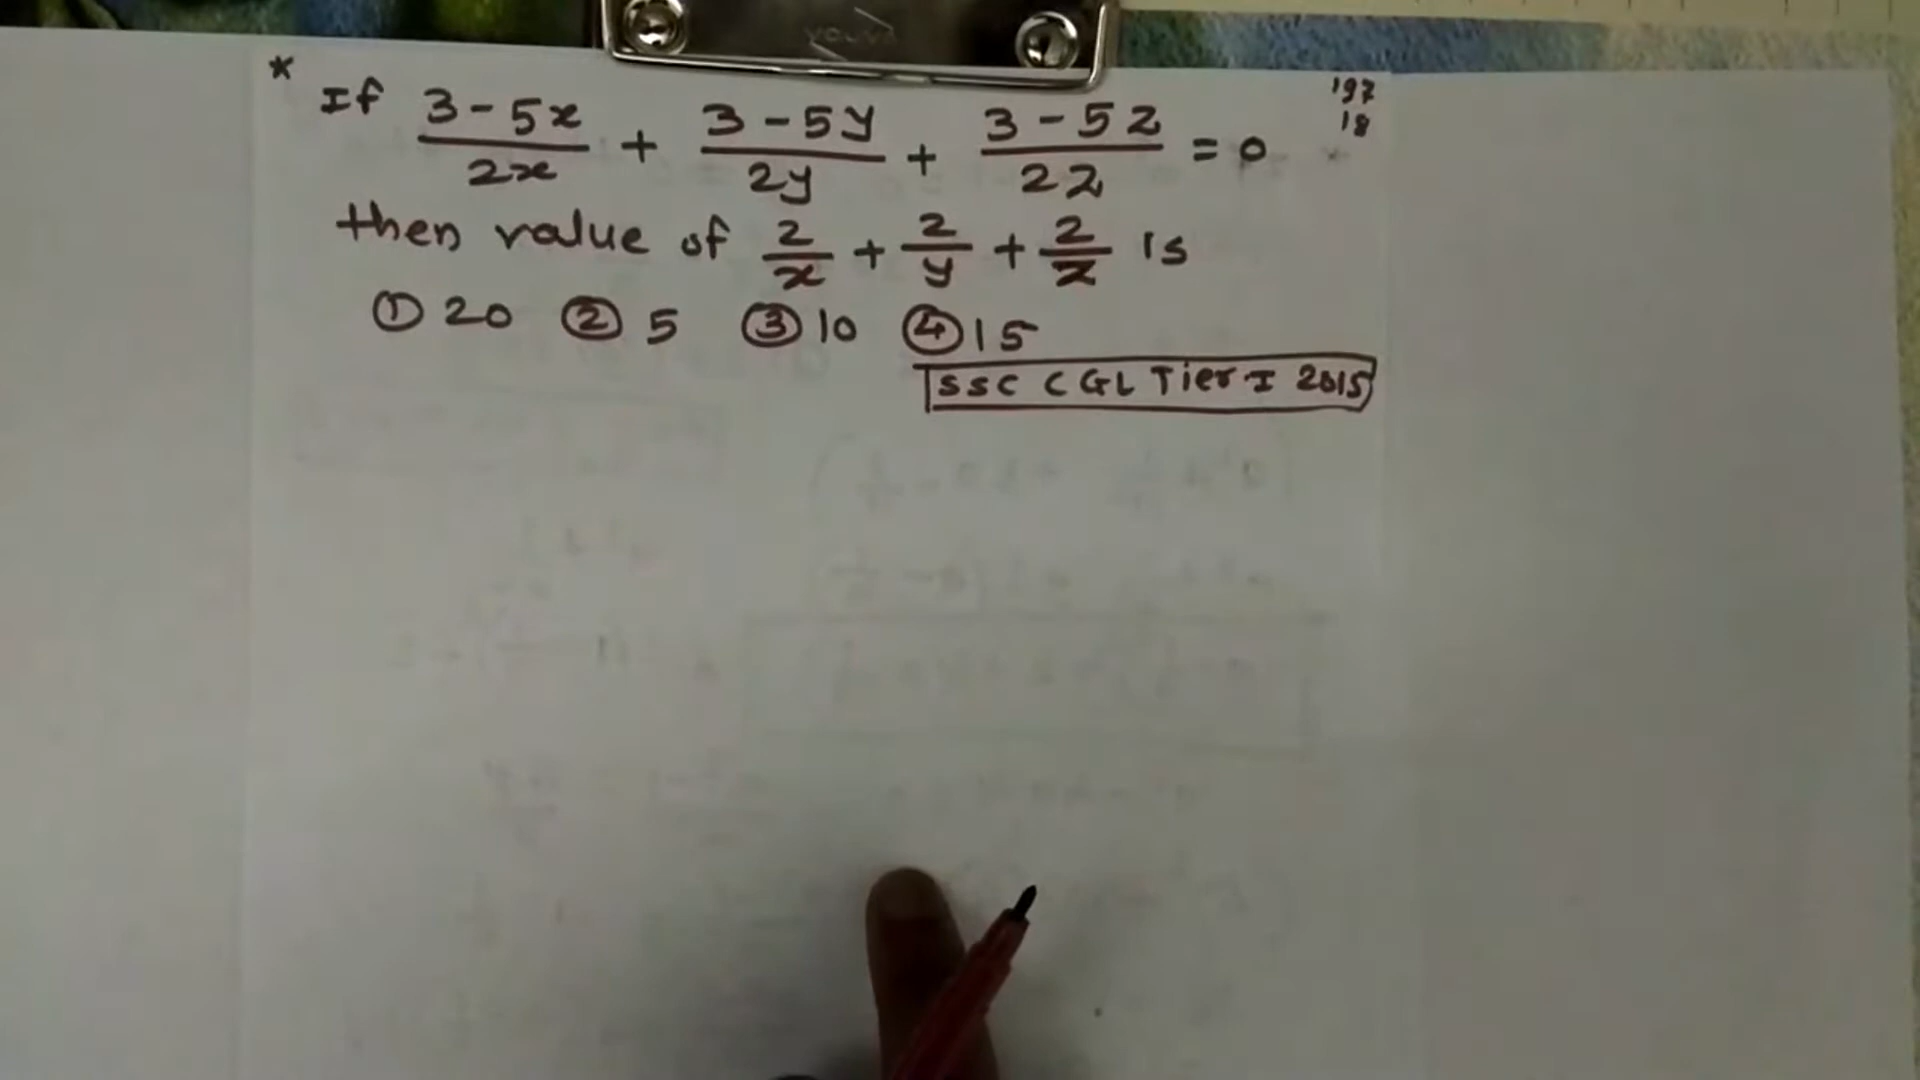 * If (3-5x)/(2x) + (3-5y)/(2y) + (3-5z)/(2z) = 0
197
18
then value of 2/x + 2/y + 2/z is
① 20 ② 5 ③ 10 ④ 15
SSC CGL Tier I 2015